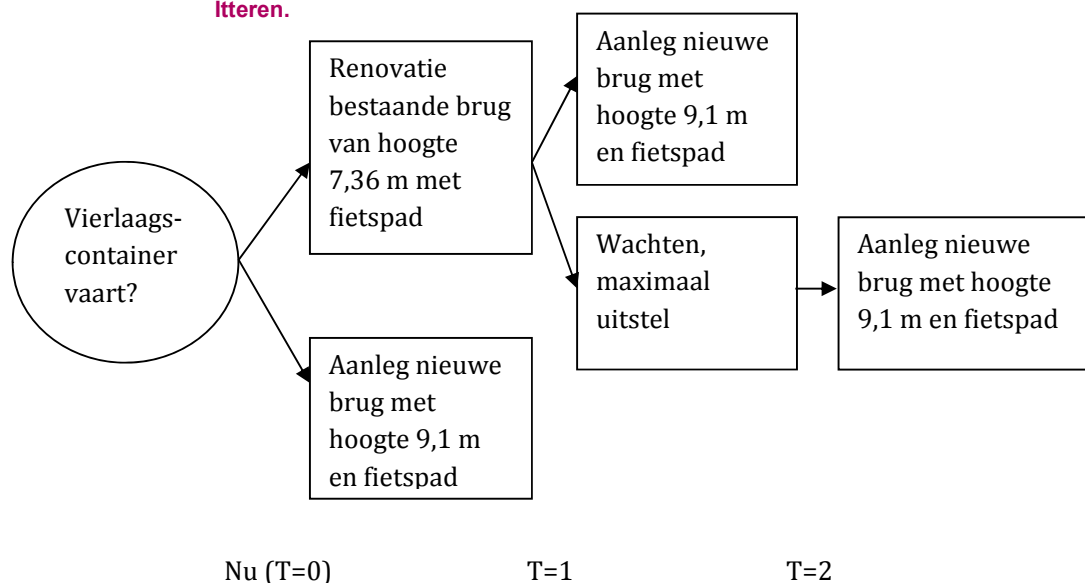 Itteren.
Renovatie
bestaande brug
van hoogte
7,36 m met
fietspad
Aanleg nieuwe
brug met
hoogte 9,1 m
en fietspad
Vierlaags-
container
vaart?
Wachten,
maximaal
uitstel
Aanleg nieuwe
brug met hoogte
9,1 m en fietspad
Aanleg nieuwe
brug met
hoogte 9,1 m
en fietspad
Nu (T=0) T=1 T=2